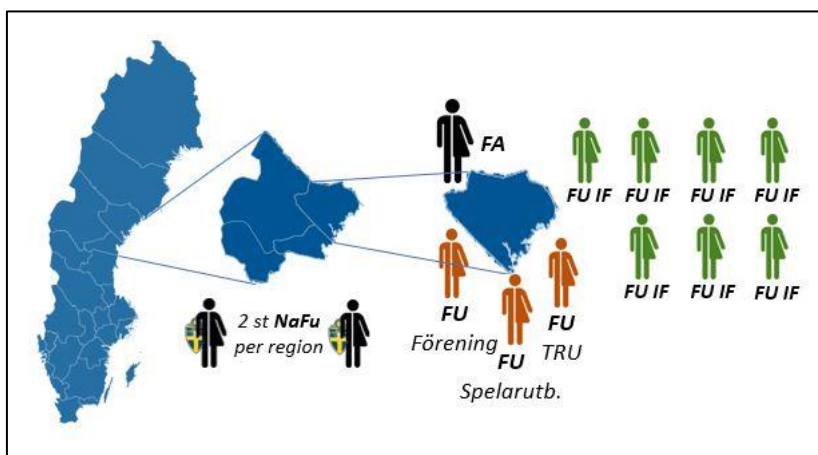 FA
FU IF FU IF FU IF FU IF
FU IF FU IF FU IF
2 st NaFu
per region
FU
Förening
FU
Spelarutb.
FU
TRU